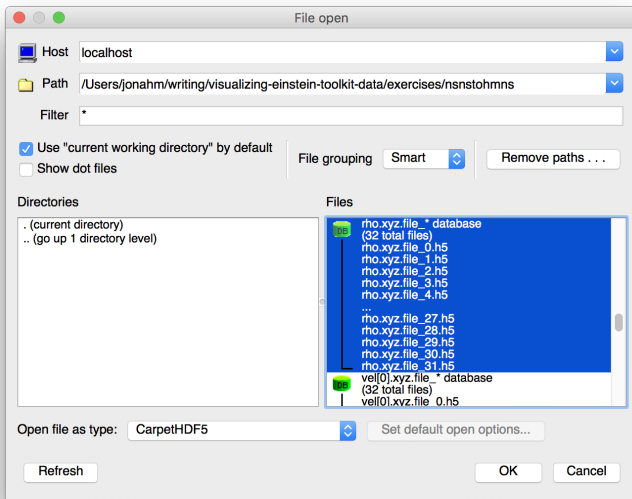 File open
Host localhost
Path /Users/jonahm/writing/visualizing-einstein-toolkit-data/exercises/nsnstohmns
Filter *
Use "current working directory" by default
Show dot files
File grouping Smart
Remove paths . . .
Directories
. (current directory)
.. (go up 1 directory level)
Files
DB rho.xyz.file_* database
(32 total files)
rho.xyz.file_0.h5
rho.xyz.file_1.h5
rho.xyz.file_2.h5
rho.xyz.file_3.h5
rho.xyz.file_4.h5
...
rho.xyz.file_27.h5
rho.xyz.file_28.h5
rho.xyz.file_29.h5
rho.xyz.file_30.h5
rho.xyz.file_31.h5
DB vel[0].xyz.file_* database
(32 total files)
vel[0].xyz.file_0.h5
Open file as type: CarpetHDF5
Set default open options...
Refresh
OK
Cancel